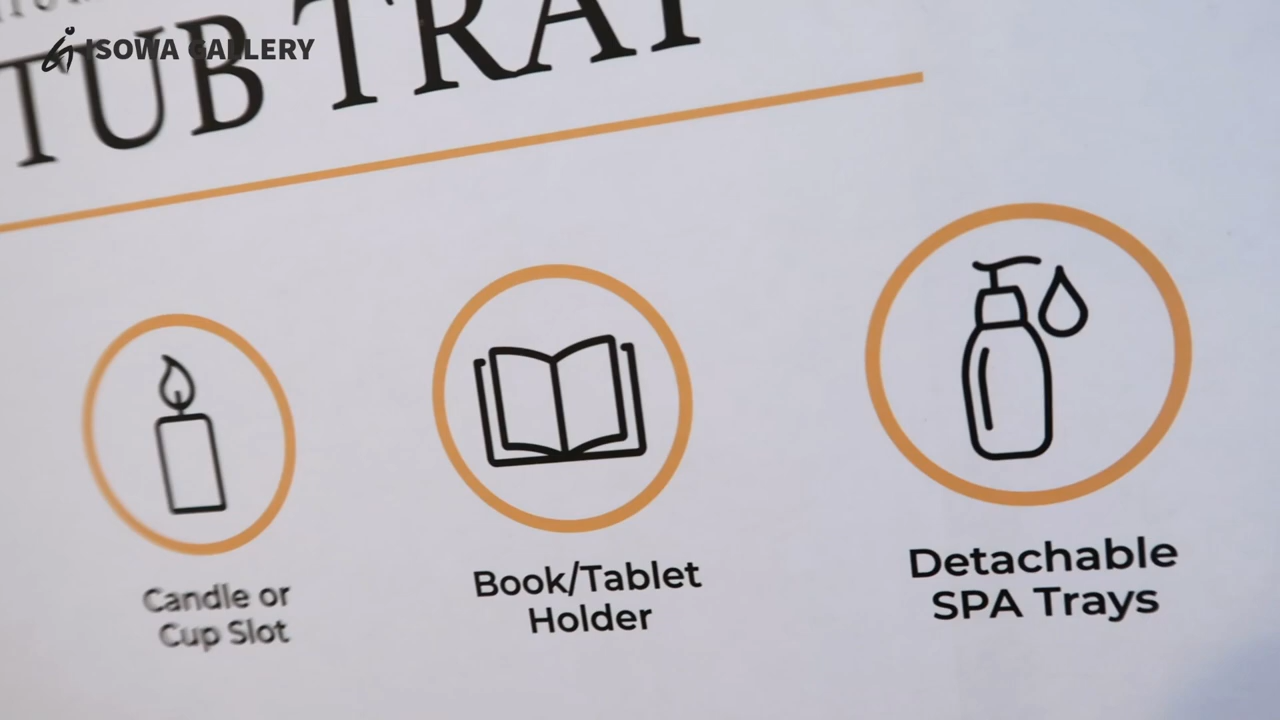 TUB TRAY
ISOWA GALLERY
Candle or
Cup Slot
Book/Tablet
Holder
Detachable
SPA Trays